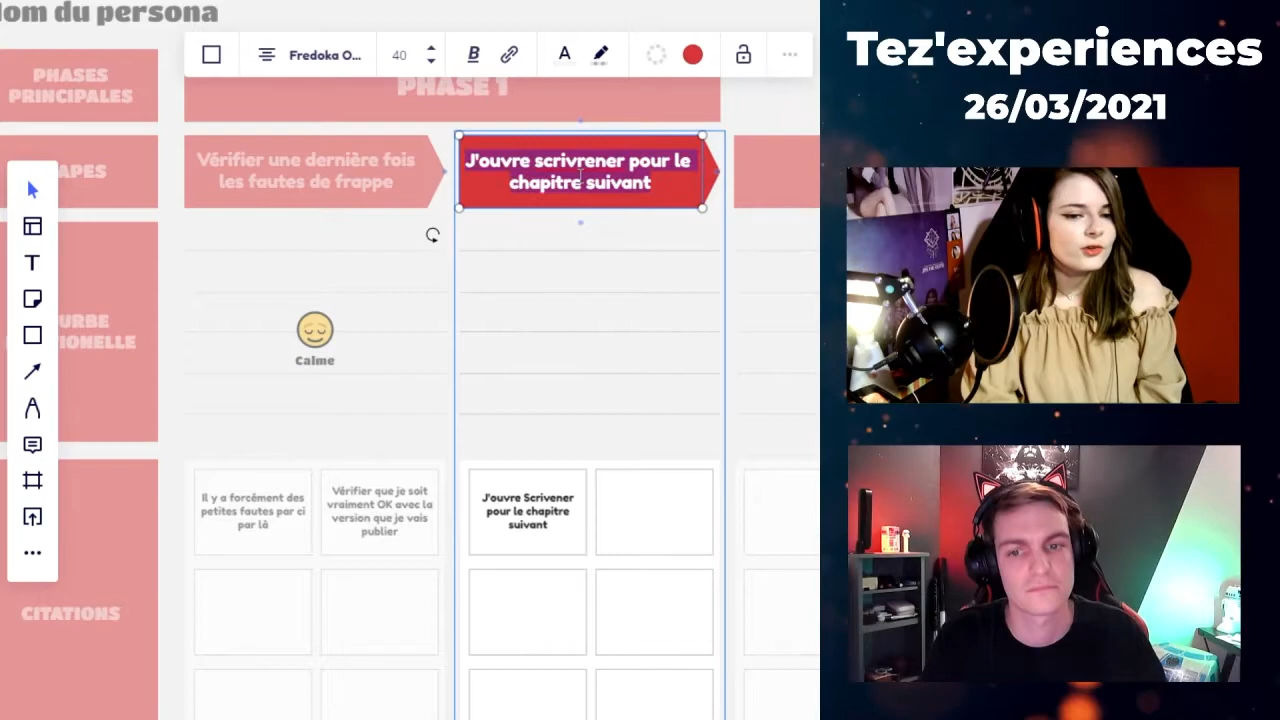 Nom du persona
Fredoka O...
40
B
A
Tez'experiences
26/03/2021
PHASES
PRINCIPALES
PHASE 1
APES
Vérifier une dernière fois
les fautes de frappe
J'ouvre scrivrener pour le
chapitre suivant
T
URBE
IONELLE
Calme
Il y a forcément des
petites fautes par ci
par là
Vérifier que je soit
vraiment OK avec la
version que je vais
publier
J'ouvre Scrivener
pour le chapitre
suivant
CITATIONS